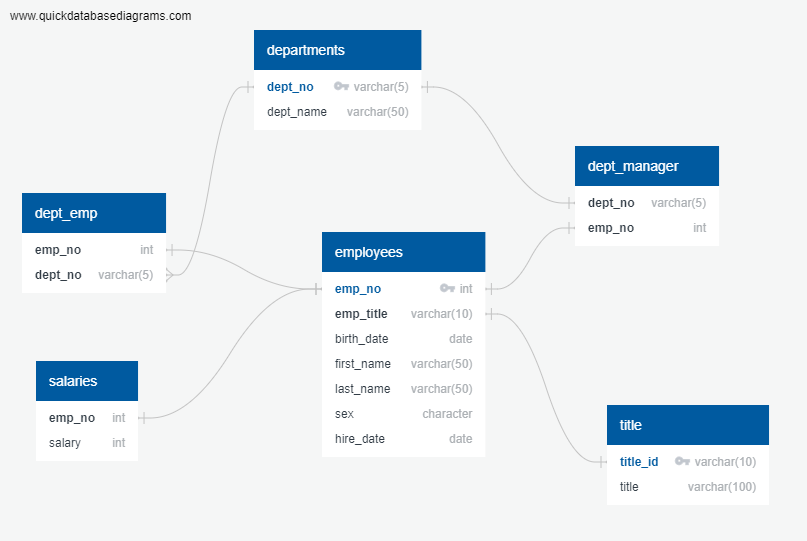 www.quickdatabasediagrams.com
departments
dept_no varchar(5)
dept_name varchar(50)
dept_manager
dept_no varchar(5)
emp_no int
dept_emp
emp_no int
dept_no varchar(5)
employees
emp_no int
emp_title varchar(10)
birth_date date
first_name varchar(50)
last_name varchar(50)
sex character
hire_date date
salaries
emp_no int
salary int
title
title_id varchar(10)
title varchar(100)